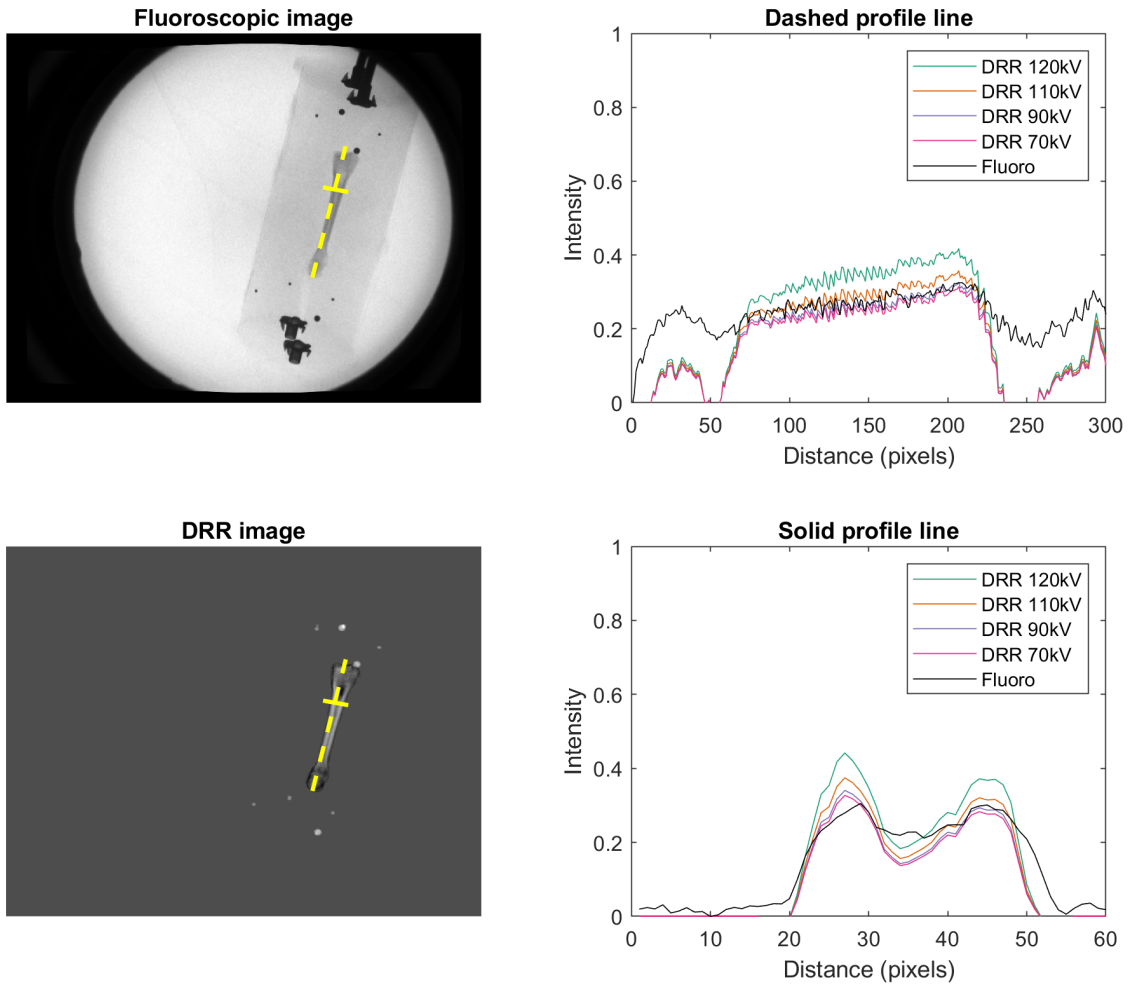 Fluoroscopic image
Dashed profile line
1
0.8
0.6
0.4
0.2
0
Intensity
DRR 120kV
DRR 110kV
DRR 90kV
DRR 70kV
Fluoro
0 50 100 150 200 250 300
Distance (pixels)
DRR image
Solid profile line
1
0.8
0.6
0.4
0.2
0
Intensity
DRR 120kV
DRR 110kV
DRR 90kV
DRR 70kV
Fluoro
0 10 20 30 40 50 60
Distance (pixels)